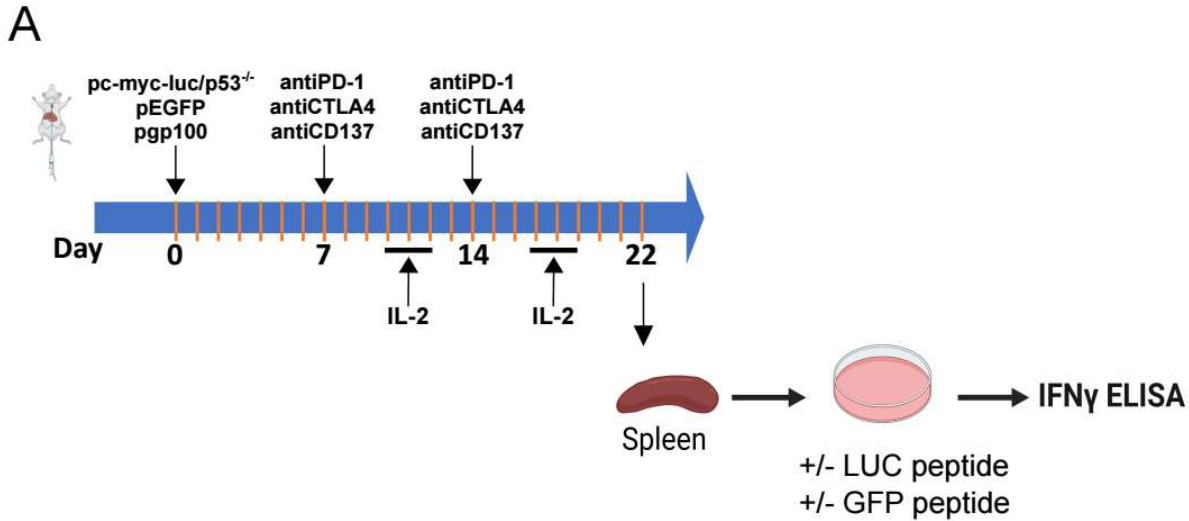 A
pc-myc-luc/p53-/-
pEGFP
pgp100
antiPD-1
antiCTLA4
antiCD137
antiPD-1
antiCTLA4
antiCD137
Day 0 7 14 22
IL-2 IL-2
Spleen
IFNγ ELISA
+/- LUC peptide
+/- GFP peptide